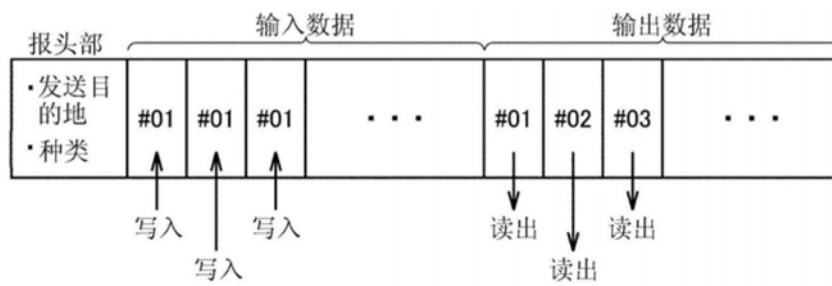 输入数据
输出数据
报头部
·发送目
的地
·种类
#01
#01
#01
···
#01
#02
#03
···
写入
写入
写入
读出
读出
读出